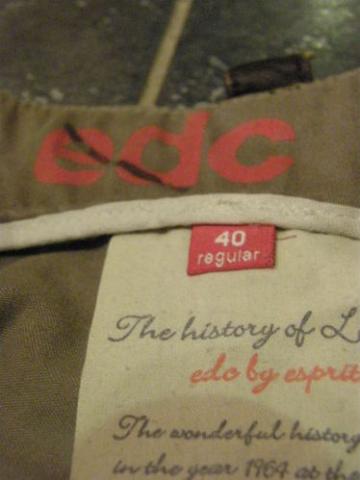 edc
40
regular
The history of
edc by esprit
The wonderful history
in the year 1964 at the